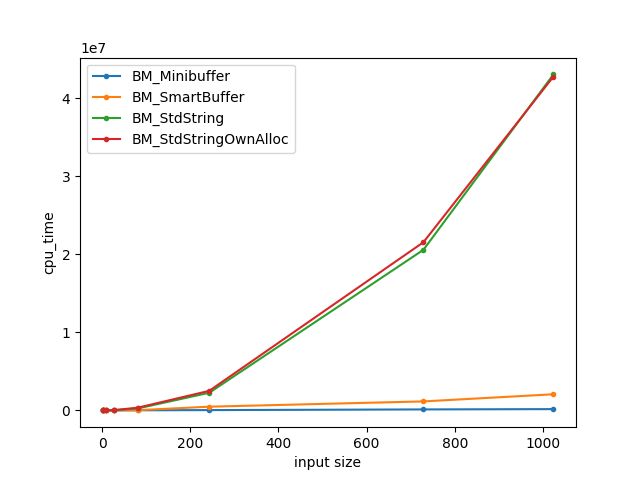 1e7
BM_Minibuffer
BM_SmartBuffer
BM_StdString
BM_StdStringOwnAlloc
4
3
2
1
0
cpu_time
0 200 400 600 800 1000
input size